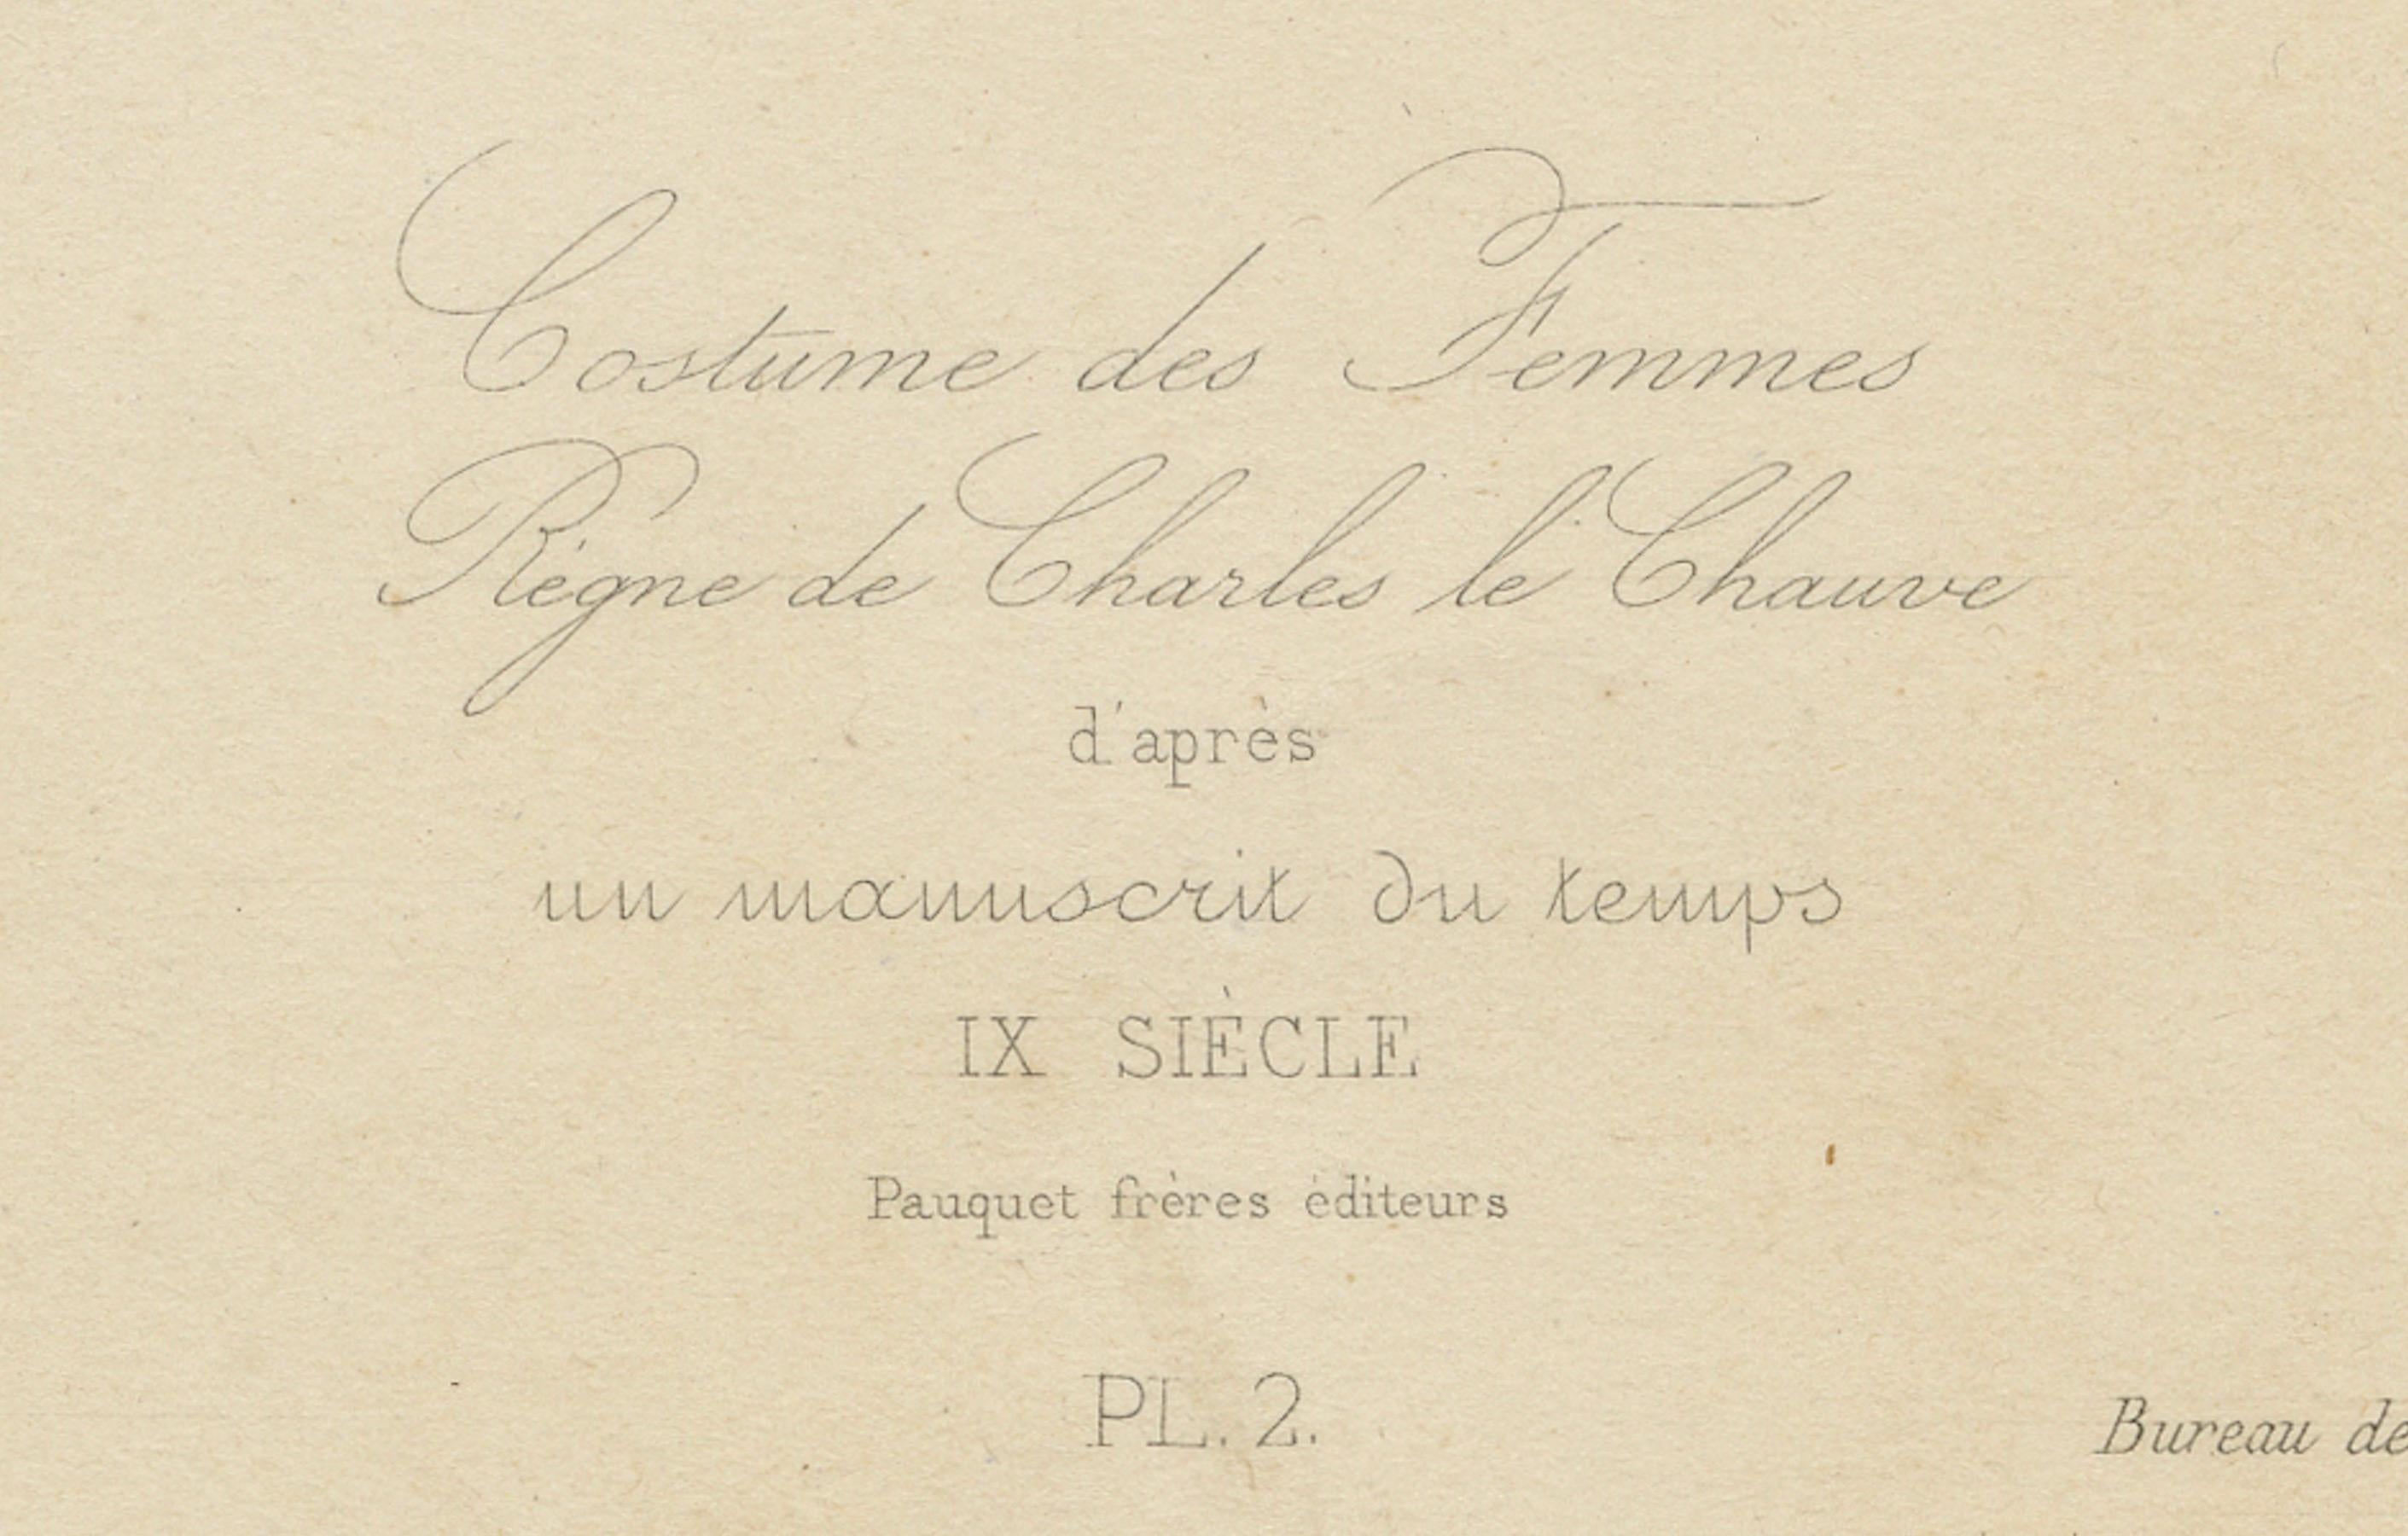 Costume des Femmes
Règne de Charles le Chauve
d'après
un manuscrit du temps
IX SIÈCLE
Pauquet frères éditeurs
PL. 2.
Bureau de